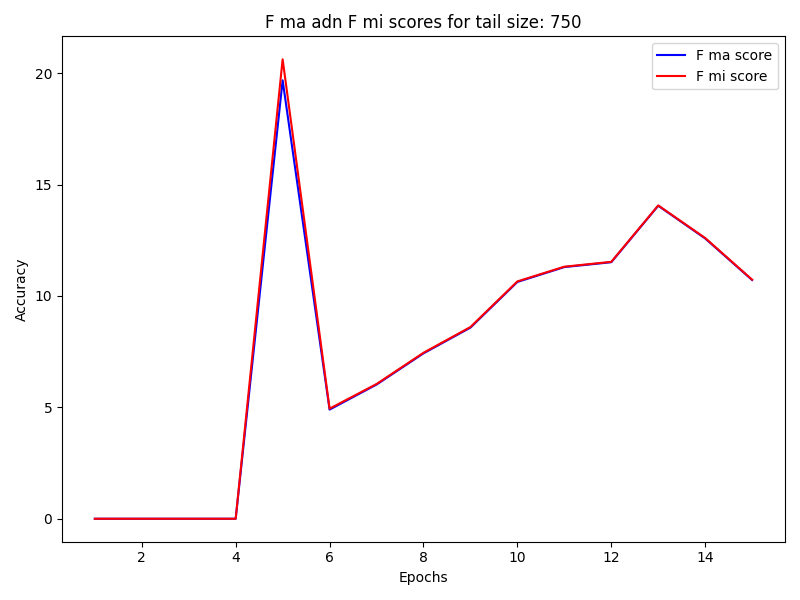 F ma adn F mi scores for tail size: 750
F ma score
F mi score
Accuracy
20
15
10
5
0
2 4 6 8 10 12 14
Epochs